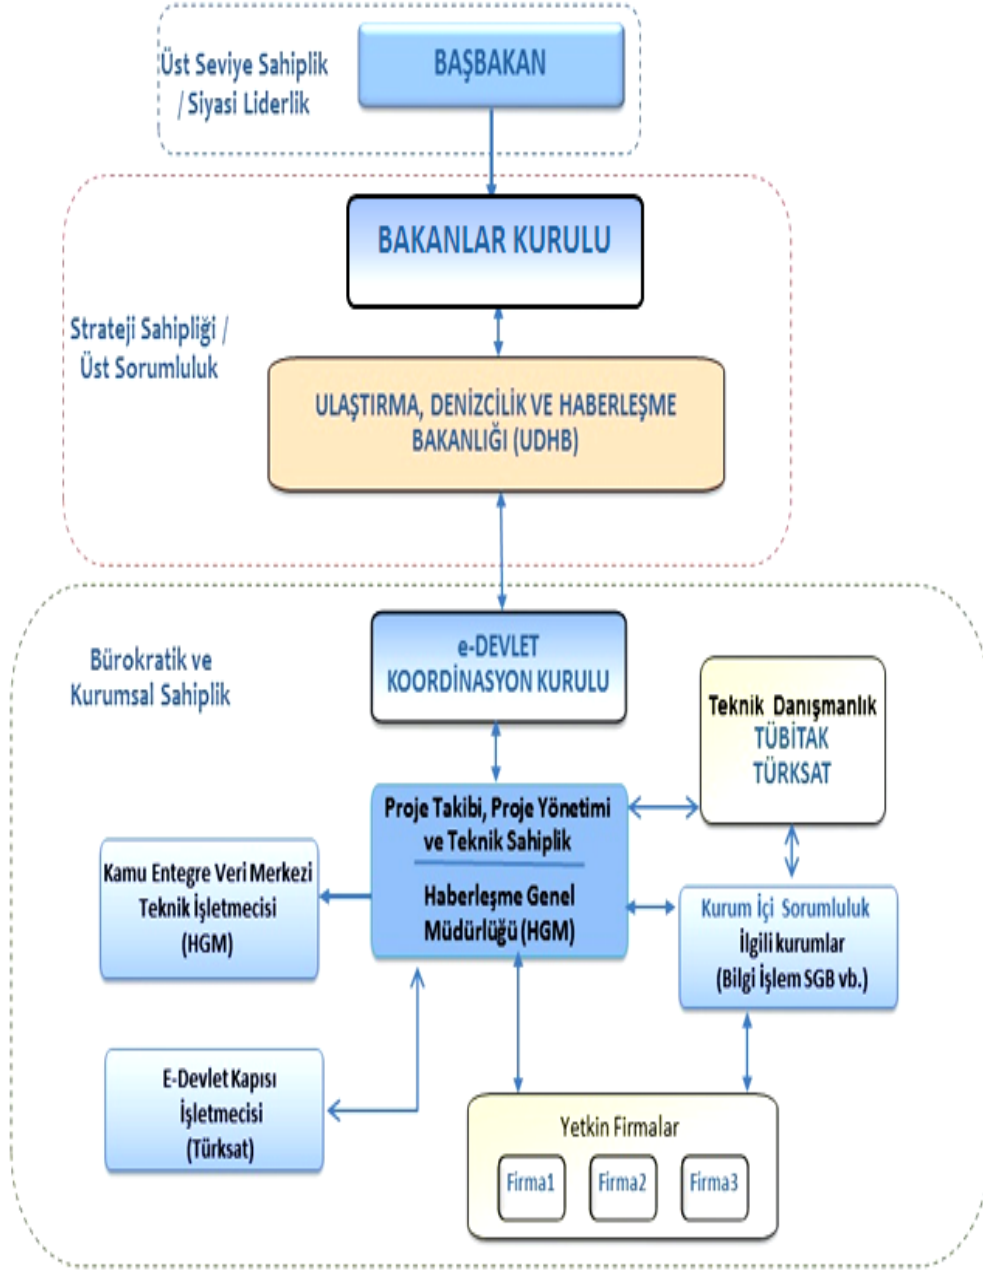 Üst Seviye Sahiplik
/ Siyasi Liderlik
BAŞBAKAN
BAKANLAR KURULU
Strateji Sahipliği /
Üst Sorumluluk
ULAŞTIRMA, DENİZCİLİK VE HABERLEŞME
BAKANLIĞI (UDHB)
Bürokratik ve
Kurumsal Sahiplik
e-DEVLET
KOORDİNASYON KURULU
Teknik Danışmanlık
TÜBİTAK
TÜRKSAT
Proje Takibi, Proje Yönetimi
ve Teknik Sahiplik
Haberleşme Genel
Müdürlüğü (HGM)
Kamu Entegre Veri Merkezi
Teknik İşletmecisi
(HGM)
Kurum İçi Sorumluluk
İlgili kurumlar
(Bilgi İşlem SGB vb.)
E-Devlet Kapısı
İşletmecisi
(Türksat)
Yetkin Firmalar
Firma1
Firma2
Firma3